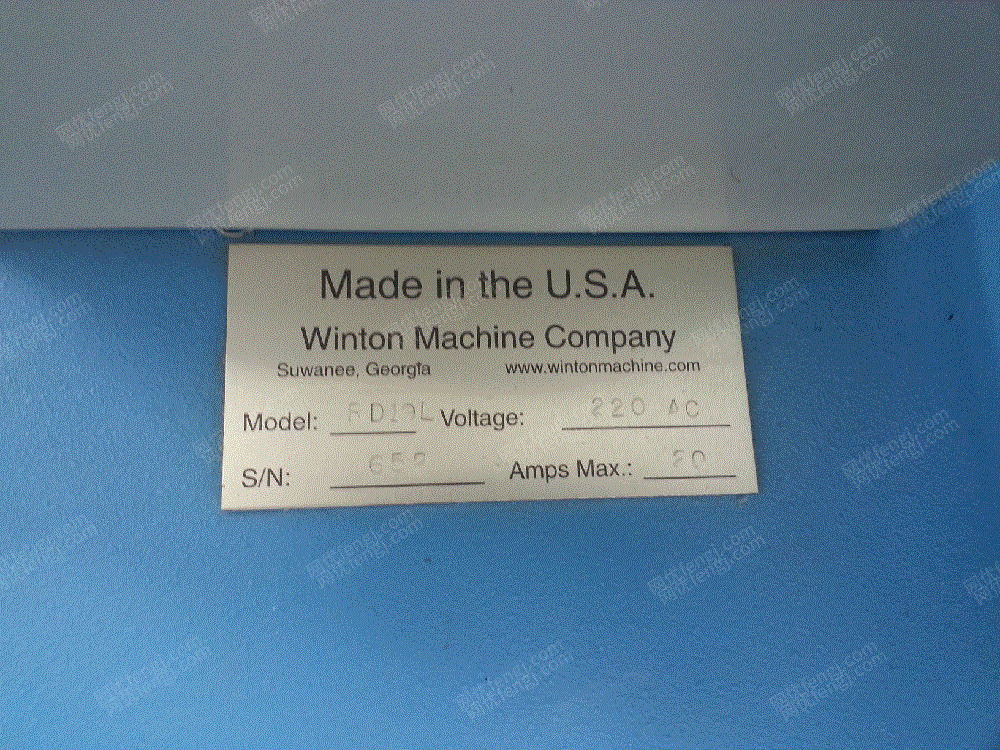 Made in the U.S.A.
Winton Machine Company
Suwanee, Georgia www.wintonmachine.com
Model: Voltage: 220 AC
S/N: Amps Max.: 20